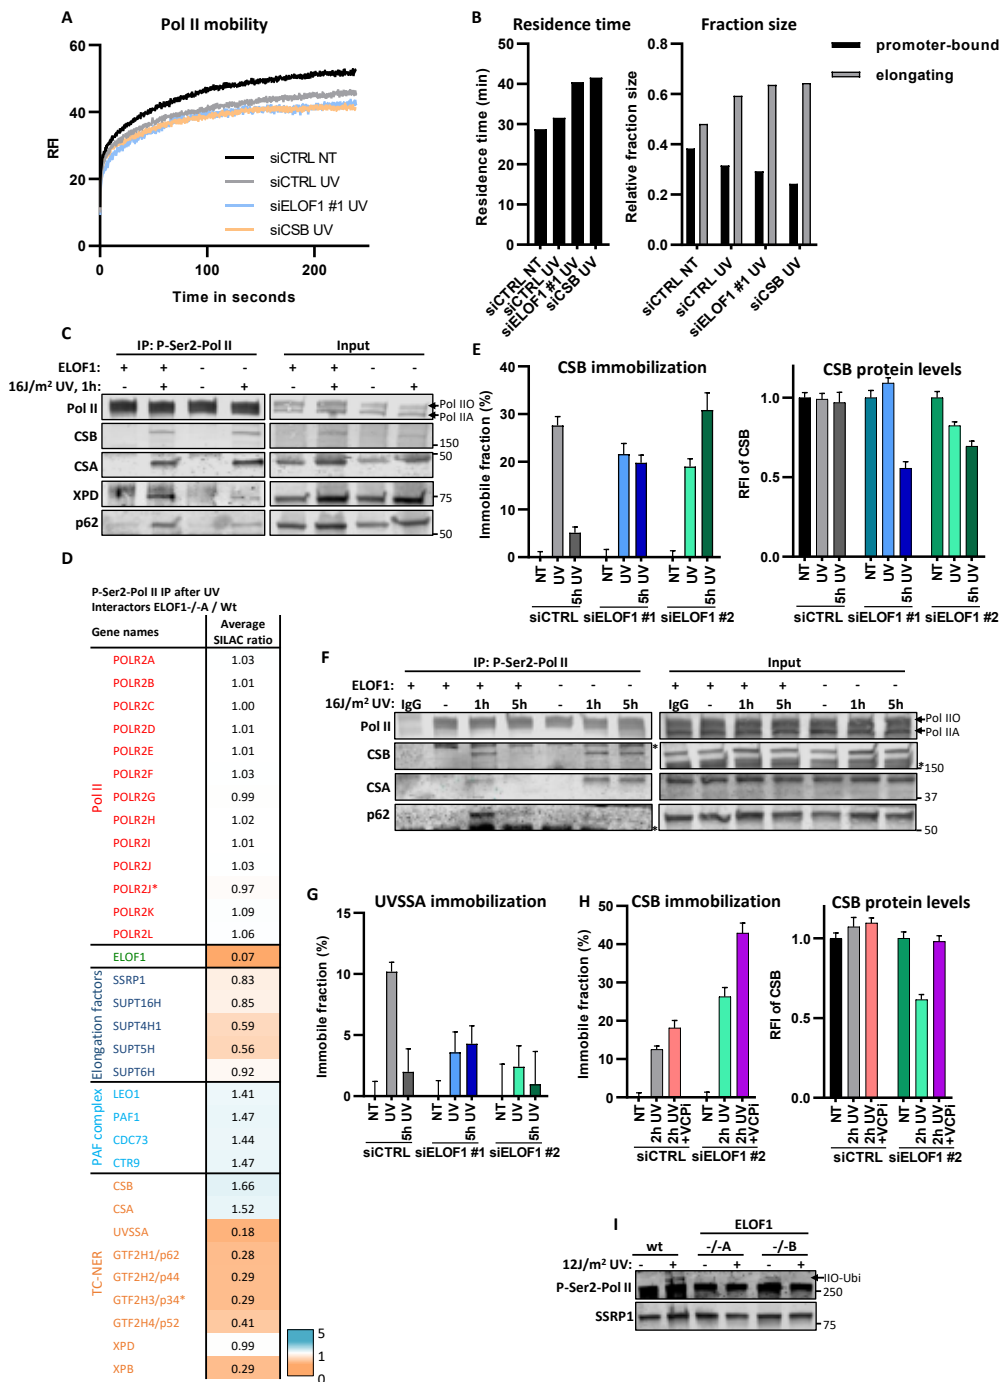 A
Pol II mobility
60
40
20
0
RFI
0
100
200
Time in seconds
siCTRL NT
siCTRL UV
siELOF1 #1 UV
siCSB UV
B
Residence time
Residence time (min)
50
40
30
20
10
0
siCTRL NT
siCTRL UV
siELOF1 #1 UV
siCSB UV
Fraction size
Relative fraction size
0.8
0.6
0.4
0.2
0.0
siCTRL NT
siCTRL UV
siELOF1 #1 UV
siCSB UV
promoter-bound
elongating
C
IP: P-Ser2-Pol II
Input
ELOF1: + + - - + + - -
16J/m² UV, 1h: - + - + - + - +
Pol II
Pol IIO
Pol IIA
CSB
150
CSA
50
XPD
75
p62
50
D
P-Ser2-Pol II IP after UV
Interactors ELOF1-/-A / Wt
Gene names
Average
SILAC ratio
Pol II
POLR2A 1.03
POLR2B 1.01
POLR2C 1.00
POLR2D 1.01
POLR2E 1.01
POLR2F 1.03
POLR2G 0.99
POLR2H 1.02
POLR2I 1.01
POLR2J 1.03
POLR2J* 0.97
POLR2K 1.09
POLR2L 1.06
ELOF1 0.07
Elongation factors
SSRP1 0.83
SUPT16H 0.85
SUPT4H1 0.59
SUPT5H 0.56
SUPT6H 0.92
PAF complex
LEO1 1.41
PAF1 1.47
CDC73 1.44
CTR9 1.47
TC-NER
CSB 1.66
CSA 1.52
UVSSA 0.18
GTF2H1/p62 0.28
GTF2H2/p44 0.29
GTF2H3/p34* 0.29
GTF2H4/p52 0.41
XPD 0.99
XPB 0.29
5
1
0
E
CSB immobilization
Immobile fraction (%)
40
30
20
10
0
NT UV 5h UV NT UV 5h UV NT UV 5h UV
siCTRL siELOF1 #1 siELOF1 #2
CSB protein levels
RFI of CSB
1.0
0.0
NT UV 5h UV NT UV 5h UV NT UV 5h UV
siCTRL siELOF1 #1 siELOF1 #2
F
IP: P-Ser2-Pol II
Input
ELOF1: + + + + - - - + + + + - - -
16J/m² UV: IgG - 1h 5h - 1h 5h IgG - 1h 5h - 1h 5h
Pol II
Pol IIO
Pol IIA
CSB
*
*
150
CSA
37
p62
*
50
G
UVSSA immobilization
Immobile fraction (%)
15
10
5
0
NT UV 5h UV NT UV 5h UV NT UV 5h UV
siCTRL siELOF1 #1 siELOF1 #2
H
CSB immobilization
Immobile fraction (%)
50
40
30
20
10
0
NT 2h UV 2h UV +VCPi NT 2h UV 2h UV +VCPi
siCTRL siELOF1 #2
CSB protein levels
RFI of CSB
1.0
0.0
NT 2h UV 2h UV +VCPi NT 2h UV 2h UV +VCPi
siCTRL siELOF1 #2
I
ELOF1
wt -/-A -/-B
12J/m² UV: - + - + - +
P-Ser2-Pol II
IIO-Ubi
250
SSRP1
75